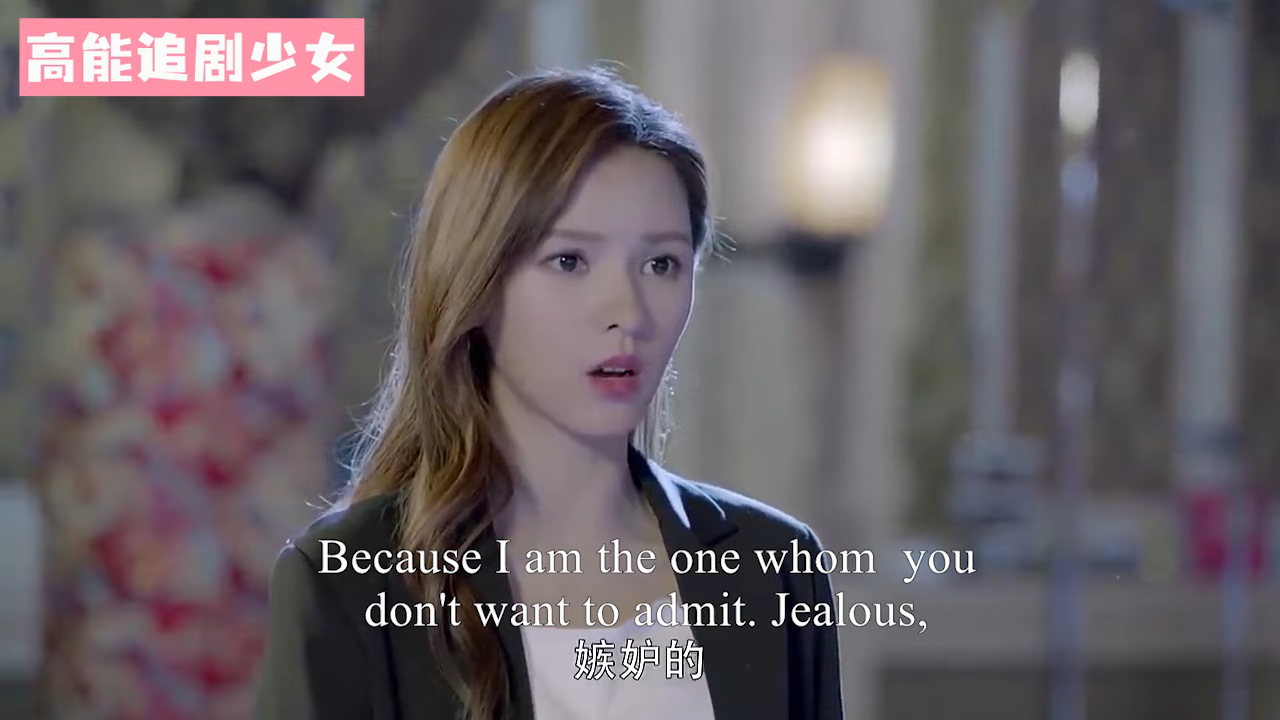 高能追剧少女
Because I am the one whom you
don't want to admit. Jealous,
嫉妒的